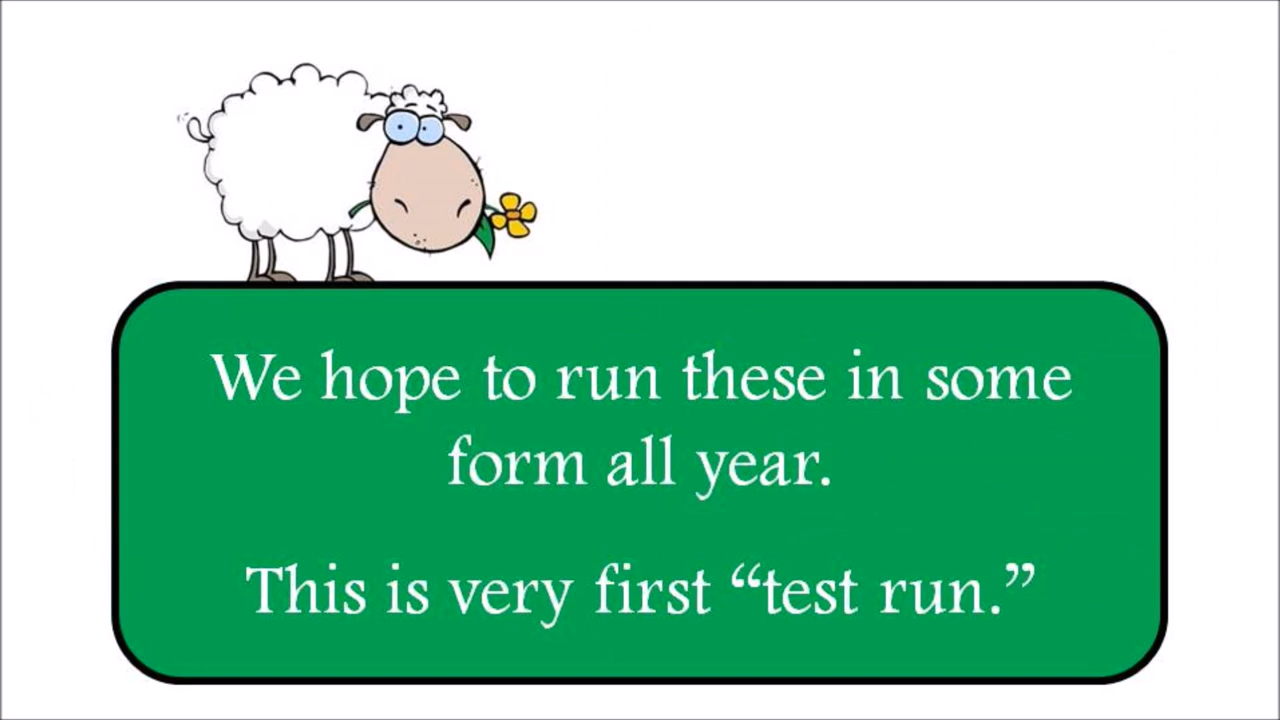 We hope to run these in some
form all year.
This is very first “test run.”